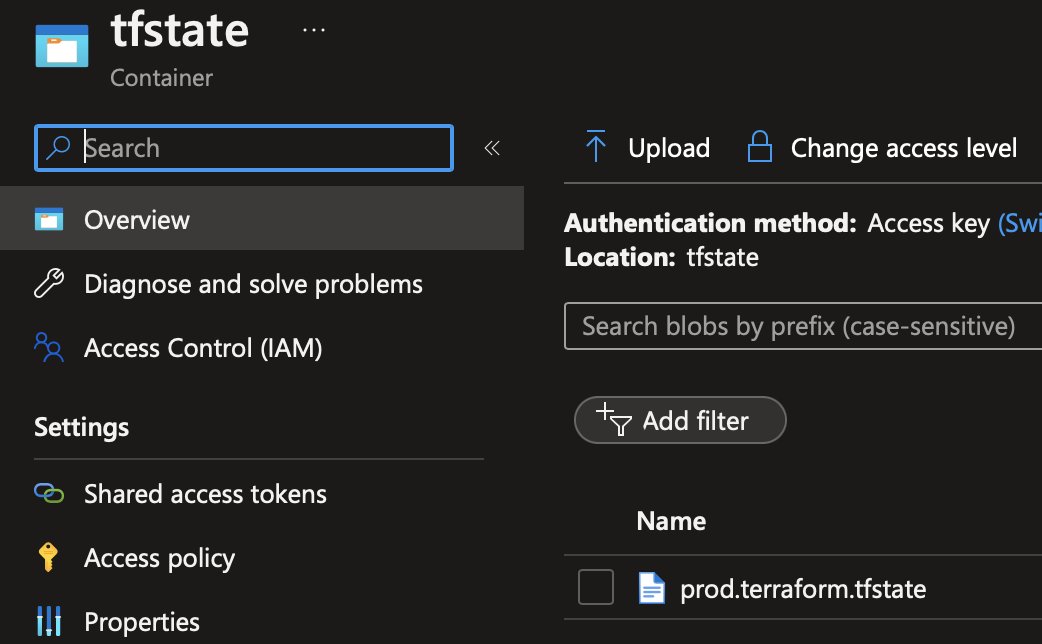 tfstate ...
Container
Search «
Overview
Diagnose and solve problems
Access Control (IAM)
Settings
Shared access tokens
Access policy
Properties
Upload Change access level
Authentication method: Access key (Swi
Location: tfstate
Search blobs by prefix (case-sensitive)
Add filter
Name
prod.terraform.tfstate